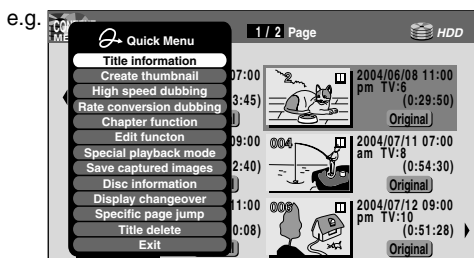 e.g.
CON
ME
Quick Menu
1 / 2 Page
HDD
Title information
Create thumbnail
High speed dubbing
Rate conversion dubbing
Chapter function
Edit functon
Special playback mode
Save captured images
Disc information
Display changeover
Specific page jump
Title delete
Exit
07:00
3:45)
2
2004/06/08 11:00
pm TV:6
(0:29:50)
Original
09:00
2:40)
004
2004/07/11 07:00
am TV:8
(0:54:30)
Original
11:00
0:08)
006
2004/07/12 09:00
pm TV:10
(0:51:28)
Original